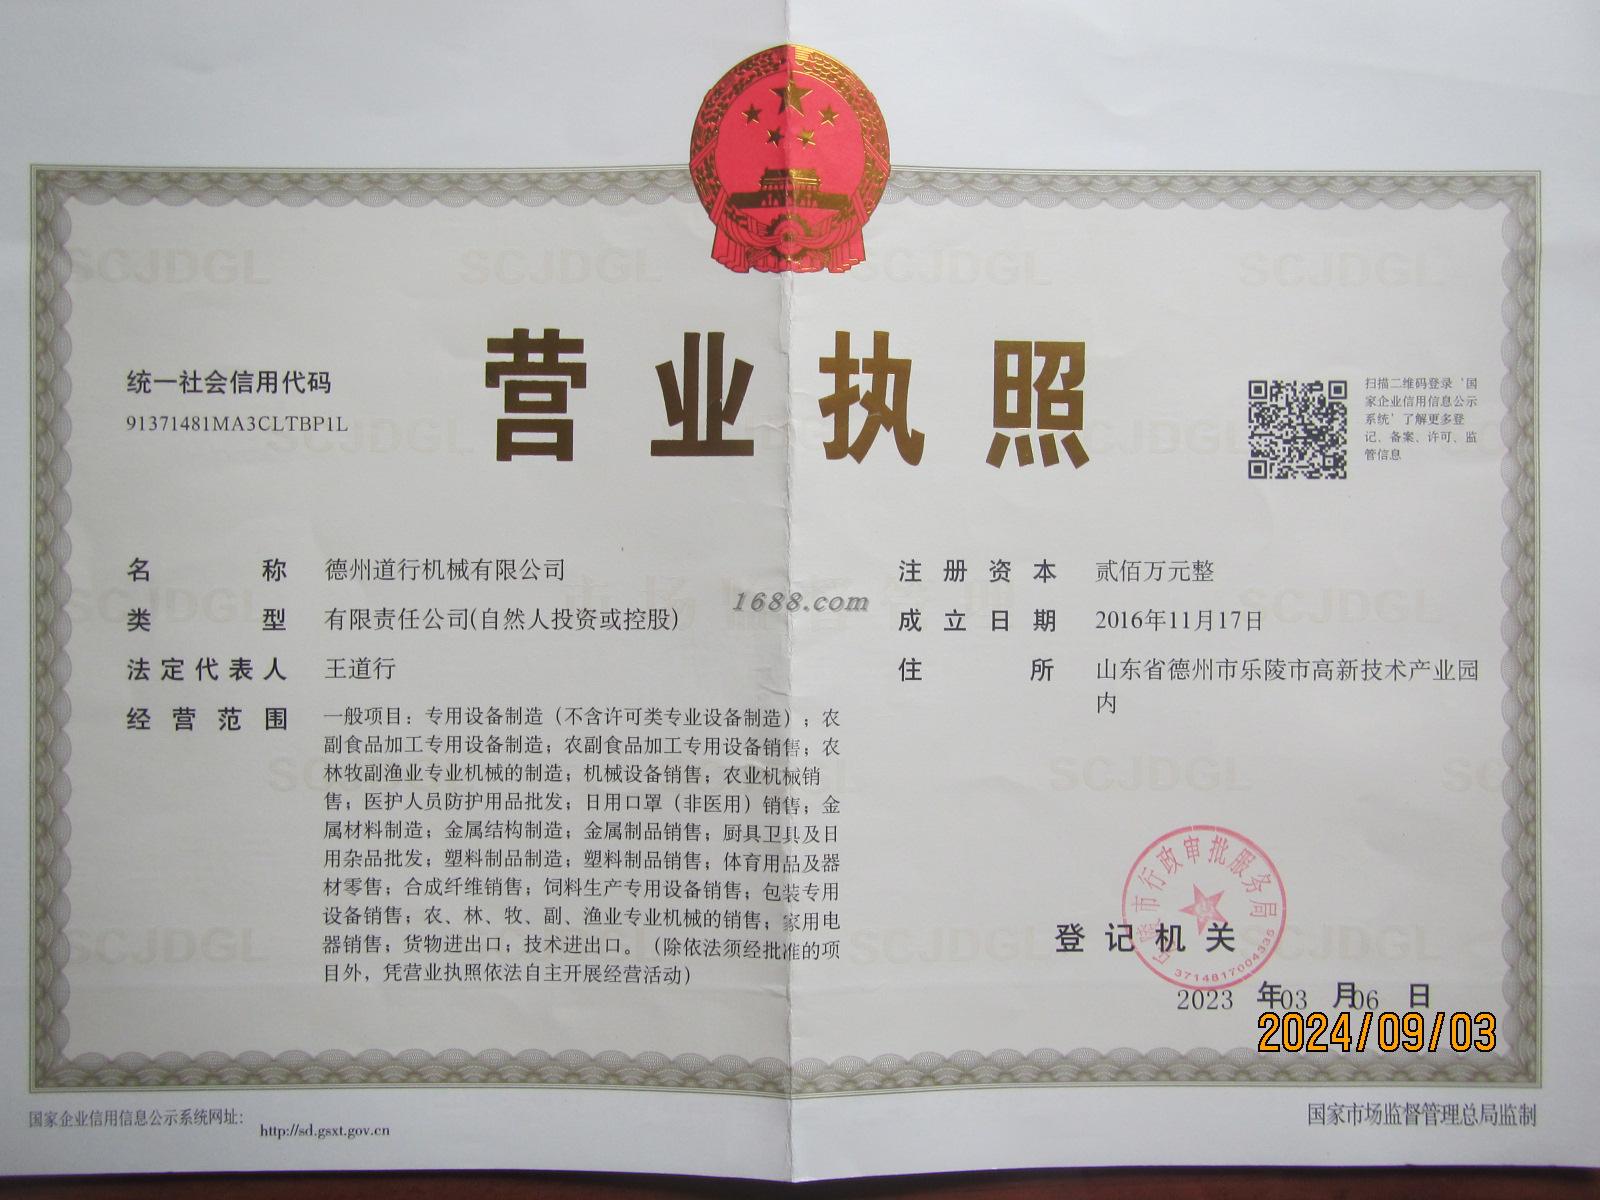 营业执照
统一社会信用代码
91371481MA3CLTBP1L
扫描二维码登录‘国
家企业信用信息公示
系统’了解更多登
记、备案、许可、监
管信息
名称 德州道行机械有限公司
类型 有限责任公司(自然人投资或控股)
法定代表人 王道行
经营范围 一般项目：专用设备制造（不含许可类专业设备制造）；农
副食品加工专用设备制造；农副食品加工专用设备销售；农
林牧副渔业专业机械的制造；机械设备销售；农业机械销
售；医护人员防护用品批发；日用口罩（非医用）销售；金
属材料制造；金属结构制造；金属制品销售；厨具卫具及日
用杂品批发；塑料制品制造；塑料制品销售；体育用品及器
材零售；合成纤维销售；饲料生产专用设备销售；包装专用
设备销售；农、林、牧、副、渔业专业机械的销售；家用电
器销售；货物进出口；技术进出口。（除依法须经批准的项
目外，凭营业执照依法自主开展经营活动）
注册资本 贰佰万元整
成立日期 2016年11月17日
住所 山东省德州市乐陵市高新技术产业园
内
1688.com
登记机关
乐陵市行政审批服务局
3714817004335
2023 年03 月06 日
2024/09/03
国家企业信用信息公示系统网址：
http://sd.gsxt.gov.cn
国家市场监督管理总局监制
SCJDGL